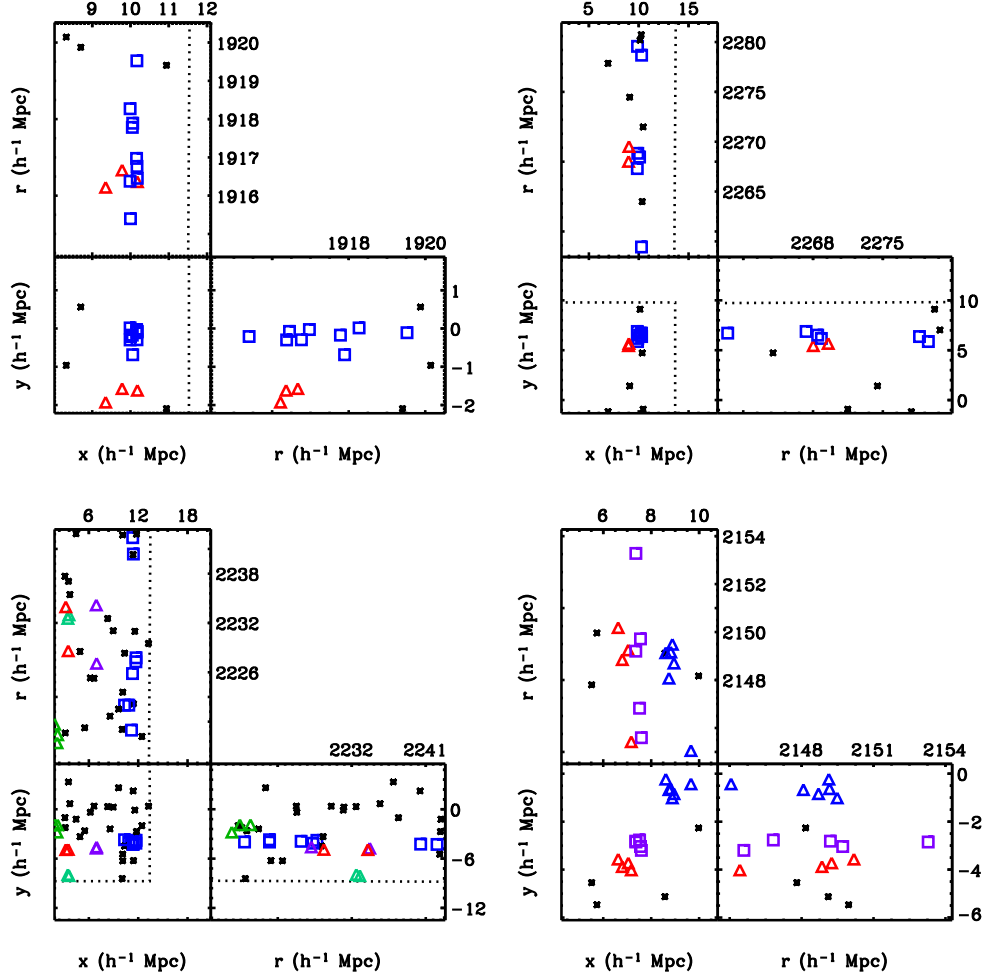 9 10 11 12
5 10 15
1920
1919
1918
1917
1916
r (h⁻¹ Mpc)
2280
2275
2270
2265
r (h⁻¹ Mpc)
1918 1920
2268 2275
1
0
-1
-2
y (h⁻¹ Mpc)
10
5
0
y (h⁻¹ Mpc)
x (h⁻¹ Mpc) r (h⁻¹ Mpc)
x (h⁻¹ Mpc) r (h⁻¹ Mpc)
6 12 18
6 8 10
2238
2232
2226
r (h⁻¹ Mpc)
2154
2152
2150
2148
r (h⁻¹ Mpc)
2232 2241
2148 2151 2154
0
-6
-12
y (h⁻¹ Mpc)
0
-2
-4
-6
y (h⁻¹ Mpc)
x (h⁻¹ Mpc) r (h⁻¹ Mpc)
x (h⁻¹ Mpc) r (h⁻¹ Mpc)